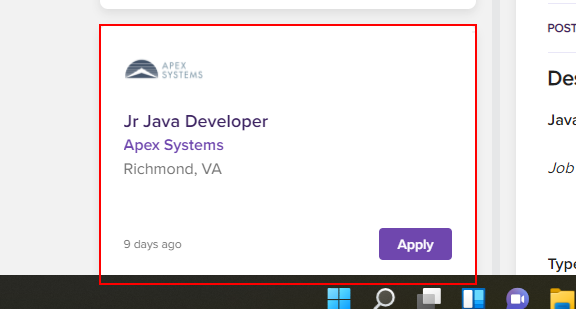 APEX
SYSTEMS
Jr Java Developer
Apex Systems
Richmond, VA
9 days ago
Apply
POST
Des
Java
Job
Type